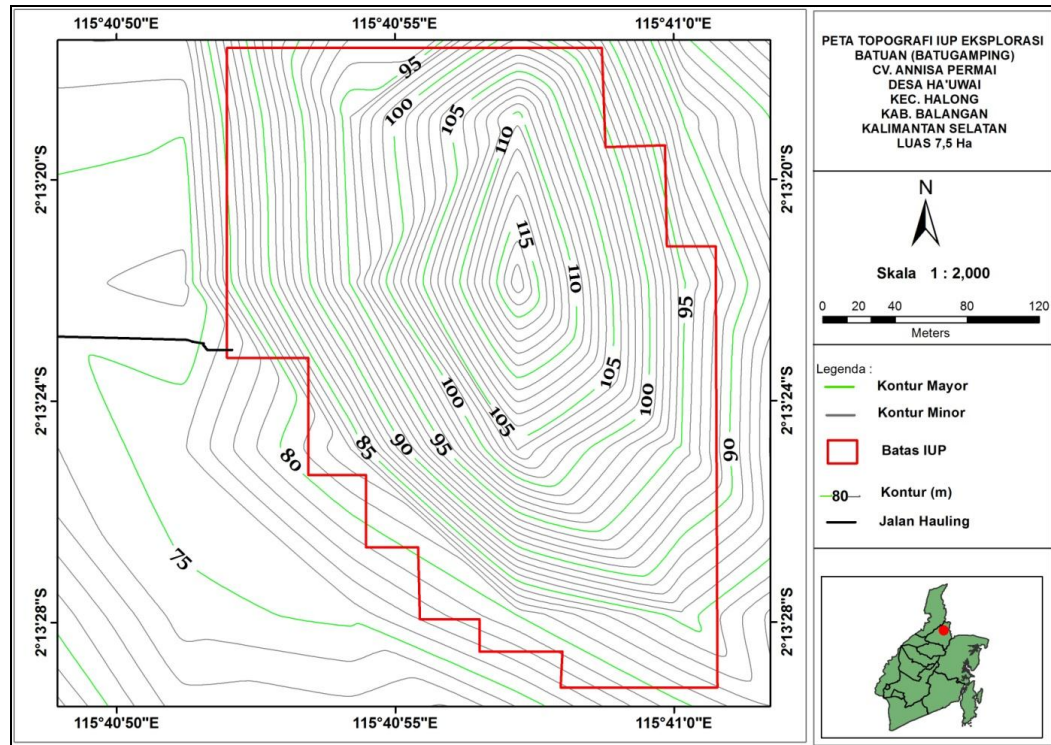 115°40'50"E
115°40'55"E
115°41'0"E
2°13'20"S
2°13'24"S
2°13'28"S
2°13'20"S
2°13'24"S
2°13'28"S
95
100
105
110
115
110
95
105
100
100
105
95
90
85
80
90
75
115°40'50"E
115°40'55"E
115°41'0"E
PETA TOPOGRAFI IUP EKSPLORASI
BATUAN (BATUGAMPING)
CV. ANNISA PERMAI
DESA HA'UWAI
KEC. HALONG
KAB. BALANGAN
KALIMANTAN SELATAN
LUAS 7,5 Ha
N
Skala 1 : 2,000
0 20 40 80 120
Meters
Legenda :
Kontur Mayor
Kontur Minor
Batas IUP
80 Kontur (m)
Jalan Hauling